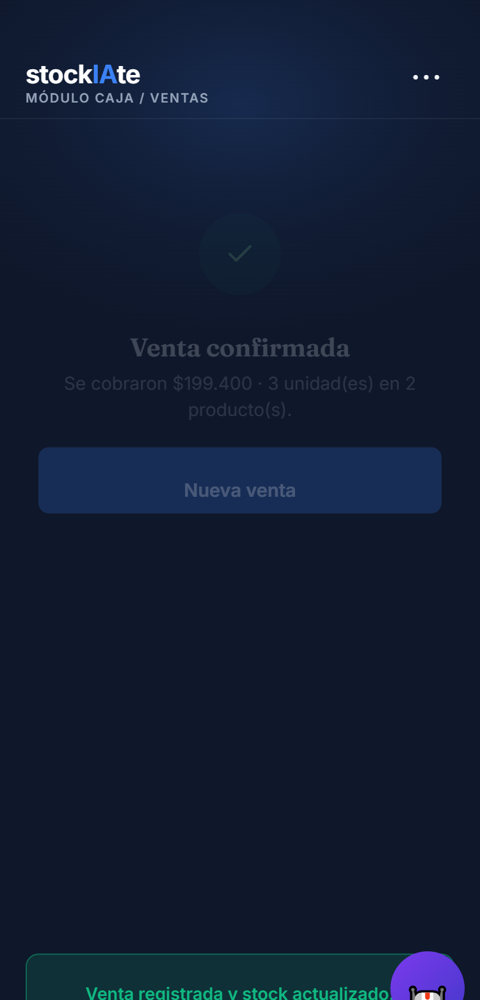 stockIAte
MÓDULO CAJA / VENTAS
Venta confirmada
Se cobraron $199.400 · 3 unidad(es) en 2
producto(s).
Nueva venta
Venta registrada y stock actualizado.